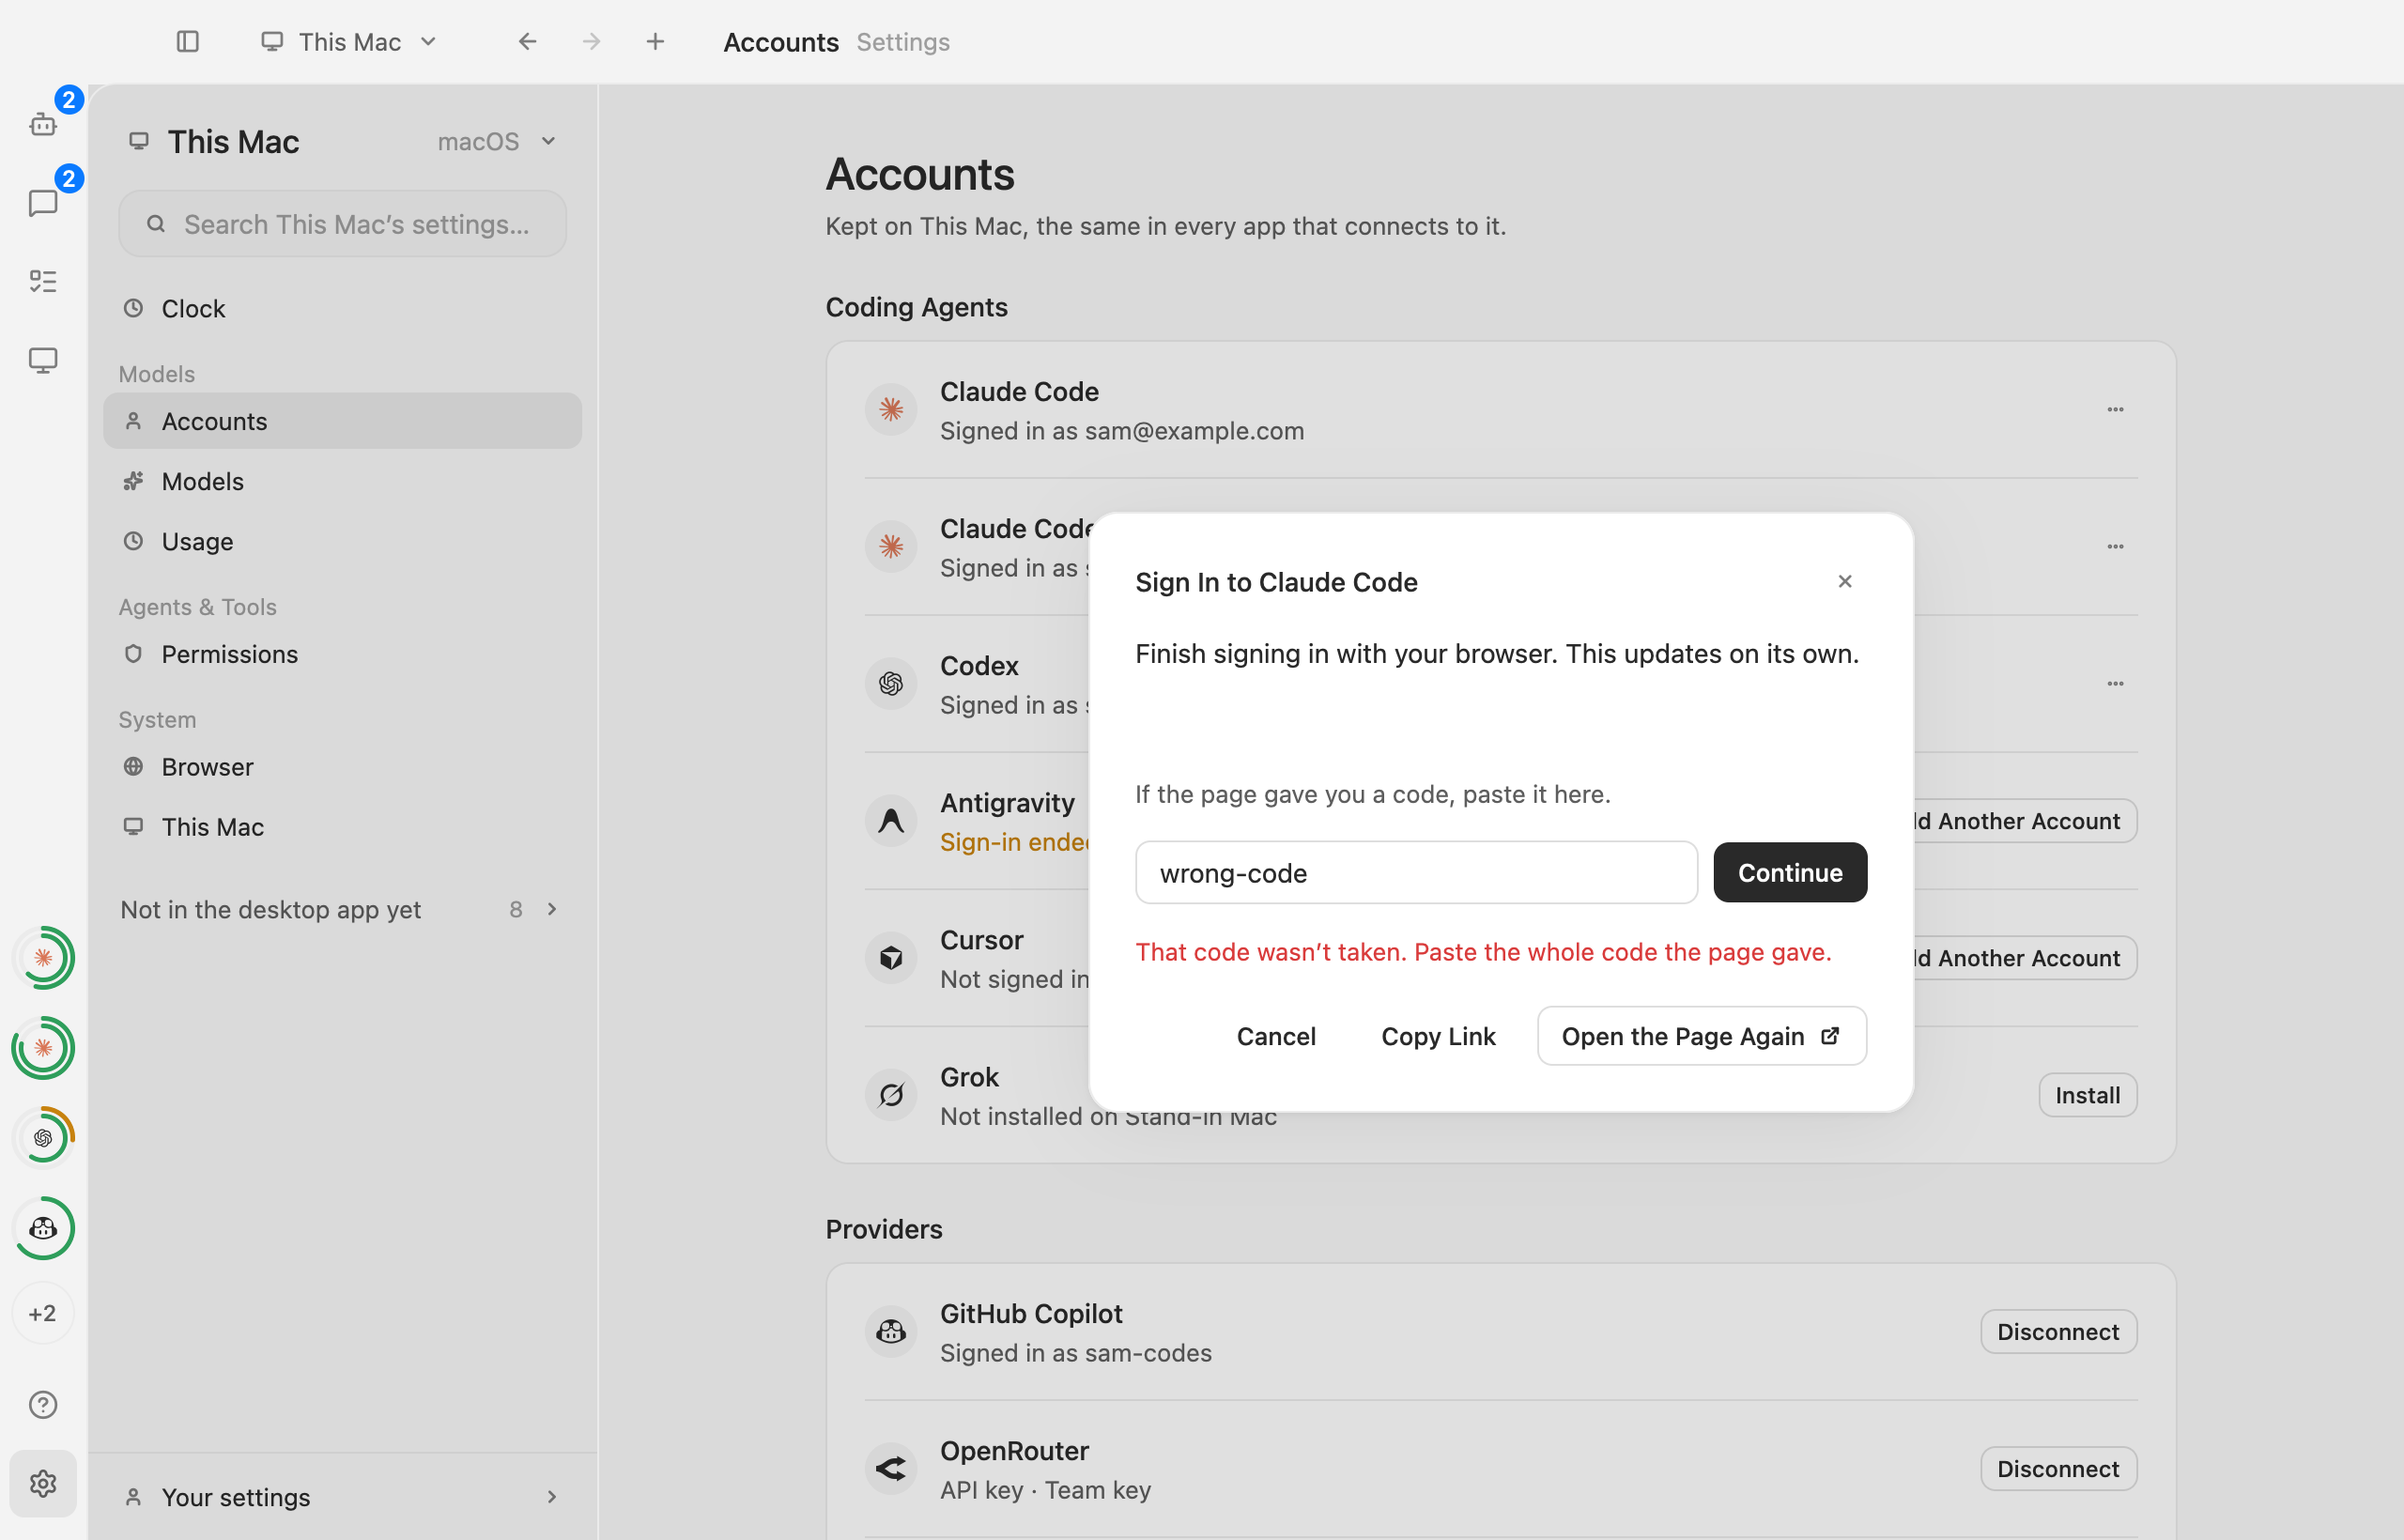 This Mac
Accounts Settings
2
2
This Mac macOS
Search This Mac’s settings...
Clock
Models
Accounts
Models
Usage
Agents & Tools
Permissions
System
Browser
This Mac
Not in the desktop app yet 8
+2
Your settings
Accounts
Kept on This Mac, the same in every app that connects to it.
Coding Agents
Claude Code
Signed in as sam@example.com
Claude Code
Signed in as
Codex
Signed in as
Antigravity
Sign-in ended
Another Account
Cursor
Not signed in
Another Account
Grok
Not installed on Stand-in Mac
Install
Sign In to Claude Code
Finish signing in with your browser. This updates on its own.
If the page gave you a code, paste it here.
wrong-code
Continue
That code wasn’t taken. Paste the whole code the page gave.
Cancel
Copy Link
Open the Page Again
Providers
GitHub Copilot
Signed in as sam-codes
Disconnect
OpenRouter
API key · Team key
Disconnect